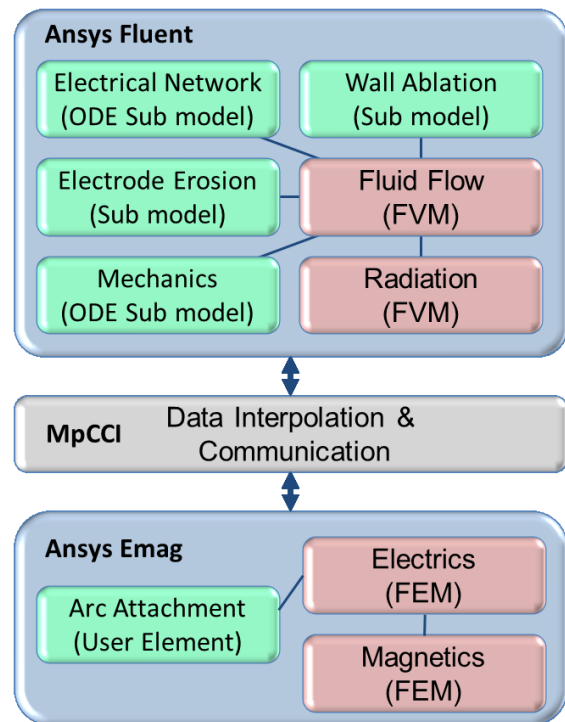 Ansys Fluent
Electrical Network
(ODE Sub model)
Wall Ablation
(Sub model)
Electrode Erosion
(Sub model)
Fluid Flow
(FVM)
Mechanics
(ODE Sub model)
Radiation
(FVM)
MpCCI
Data Interpolation &
Communication
Ansys Emag
Electrics
(FEM)
Arc Attachment
(User Element)
Magnetics
(FEM)